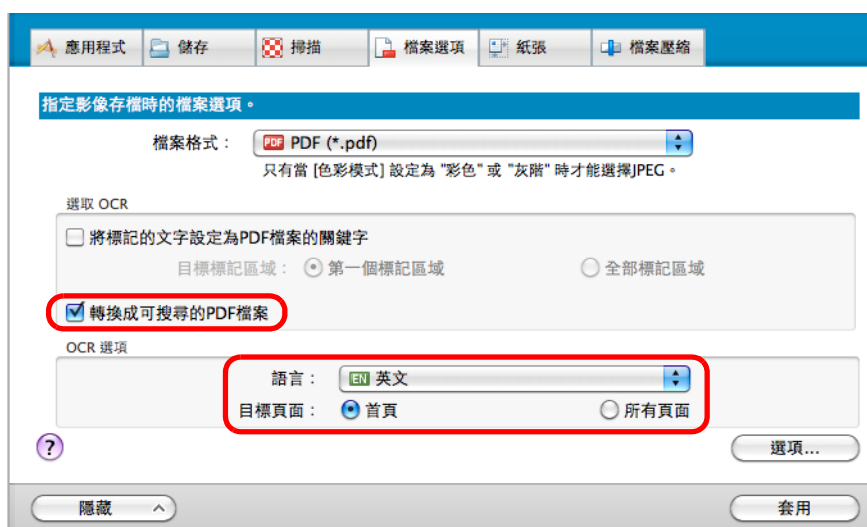 應用程式 儲存 掃描 檔案選項 紙張 檔案壓縮
指定影像存檔時的檔案選項。
檔案格式： PDF PDF (*.pdf)
只有當 [色彩模式] 設定為 "彩色" 或 "灰階" 時才能選擇JPEG。
選取 OCR
將標記的文字設定為PDF檔案的關鍵字
目標標記區域： 第一個標記區域 全部標記區域
轉換成可搜尋的PDF檔案
OCR 選項
語言： EN 英文
目標頁面： 首頁 所有頁面
? 選項...
隱藏 套用